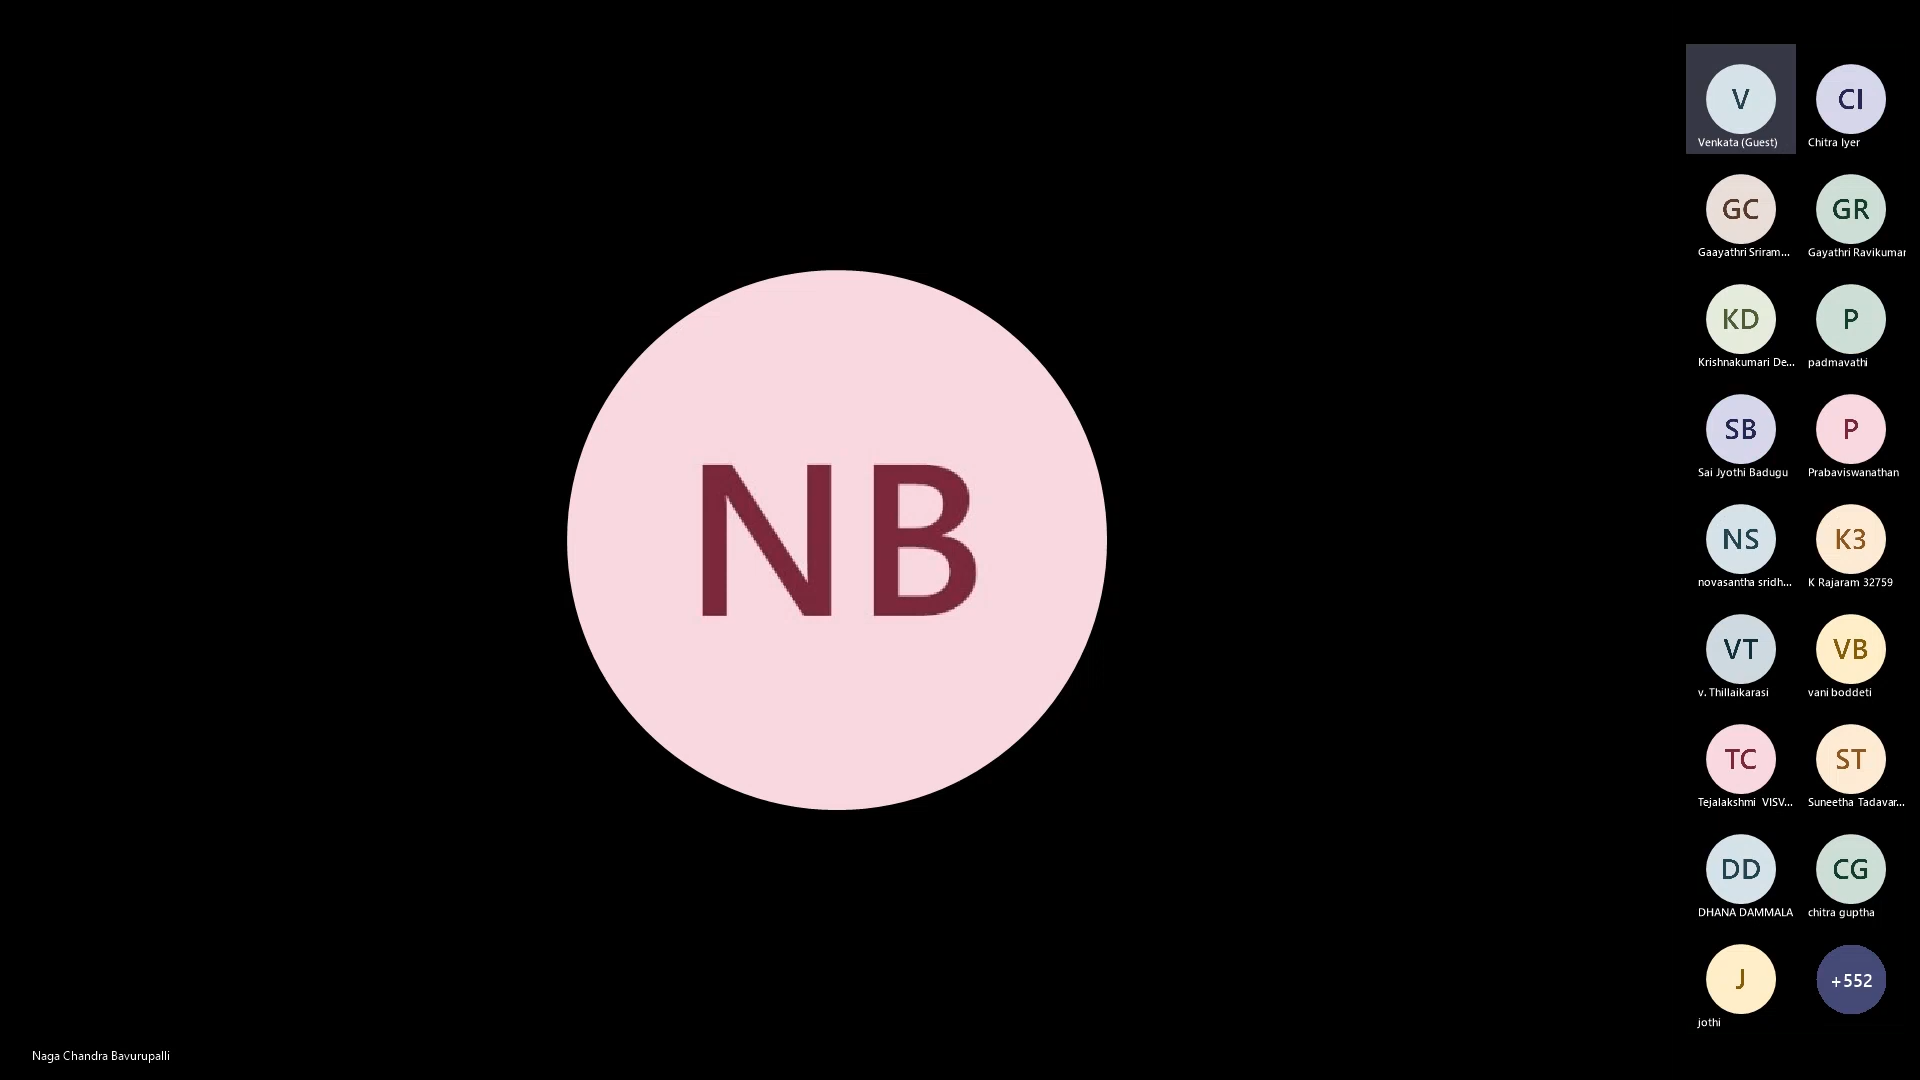 V
CI
Venkata (Guest)
Chitra Iyer
GC
GR
Gaayathri Sriram...
Gayathri Ravikumar
KD
P
Krishnakumari De...
padmavathi
SB
P
Sai Jyothi Badugu
Prabaviswanathan
NB
NS
K3
novasantha sridh...
K Rajaram 32759
VT
VB
v. Thillaikarasi
vani boddeti
TC
ST
Tejalakshmi VISV...
Suneetha Tadavar...
DD
CG
DHANA DAMMALA
chitra guptha
J
+552
jothi
Naga Chandra Bavurupalli